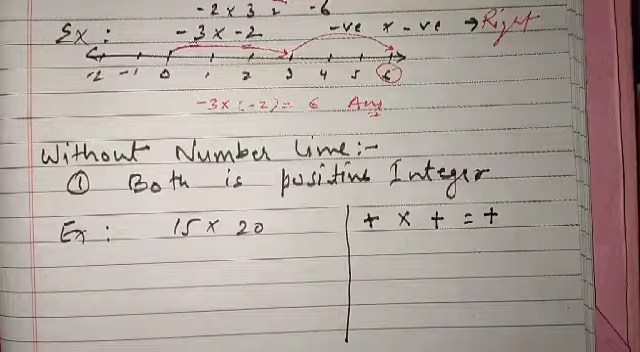 -2 x 3 = -6
Ex : -3 x -2 -ve x -ve → Right
-2 -1 0 1 2 3 4 5 6
-3 x (-2) = 6 Ans
Without Number line :-
① Both is positive Integer
Ex : 15 x 20 + x + = +